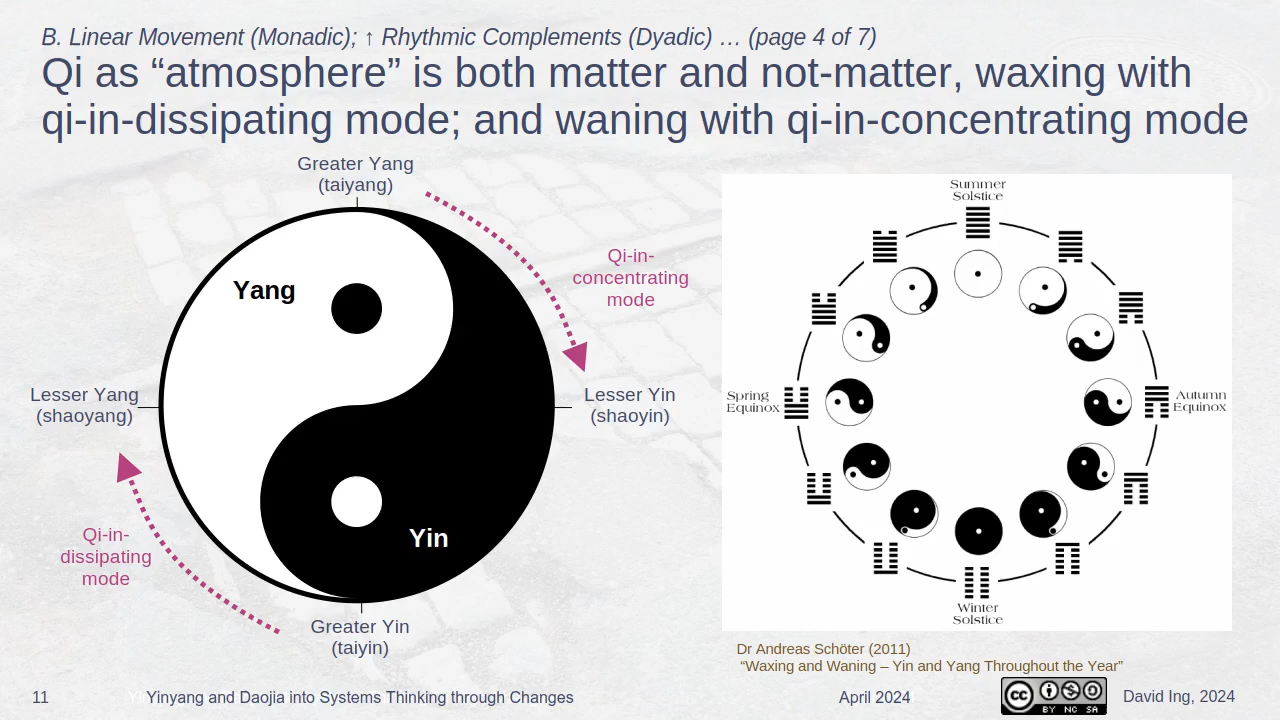 B. Linear Movement (Monadic); ↑ Rhythmic Complements (Dyadic) … (page 4 of 7)
Qi as “atmosphere” is both matter and not-matter, waxing with
qi-in-dissipating mode; and waning with qi-in-concentrating mode
Greater Yang
(taiyang)
Qi-in-
concentrating
mode
Yang
Lesser Yang
(shaoyang)
Lesser Yin
(shaoyin)
Qi-in-
dissipating
mode
Yin
Greater Yin
(taiyin)
Summer
Solstice
Spring
Equinox
Autumn
Equinox
Winter
Solstice
Dr Andreas Schöter (2011)
“Waxing and Waning – Yin and Yang Throughout the Year”
11
Yinyang and Daojia into Systems Thinking through Changes
April 2024
cc
BY NC SA
David Ing, 2024